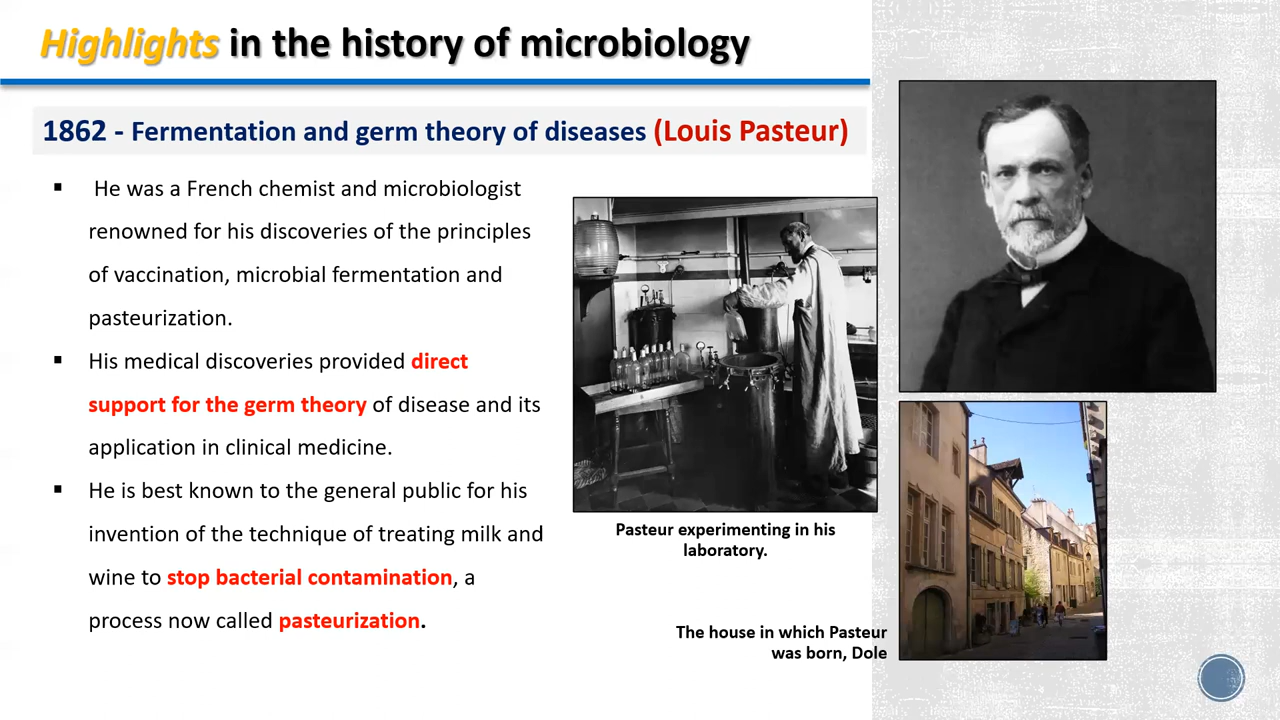 Highlights in the history of microbiology
1862 - Fermentation and germ theory of diseases (Louis Pasteur)
▪ He was a French chemist and microbiologist
renowned for his discoveries of the principles
of vaccination, microbial fermentation and
pasteurization.
▪ His medical discoveries provided direct
support for the germ theory of disease and its
application in clinical medicine.
▪ He is best known to the general public for his
invention of the technique of treating milk and
wine to stop bacterial contamination, a
process now called pasteurization.
Pasteur experimenting in his
laboratory.
The house in which Pasteur
was born, Dole